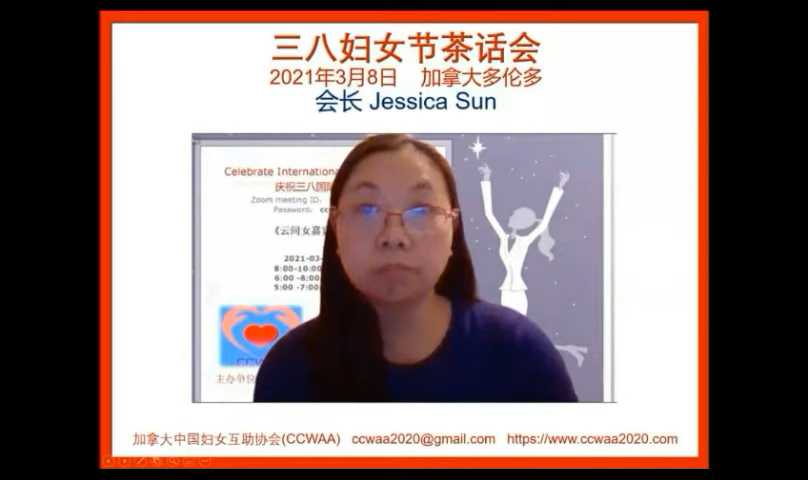 三八妇女节茶话会
2021年3月8日 加拿大多伦多
会长 Jessica Sun
Celebrate International
庆祝三八国际
Zoom meeting ID:
Password:
《云间女嘉宾
2021-03-
8:00-10:00
6:00 -8:00
5:00 -7:00
CCWA
主办单位
加拿大中国妇女互助协会(CCWAA) ccwaa2020@gmail.com https://www.ccwaa2020.com